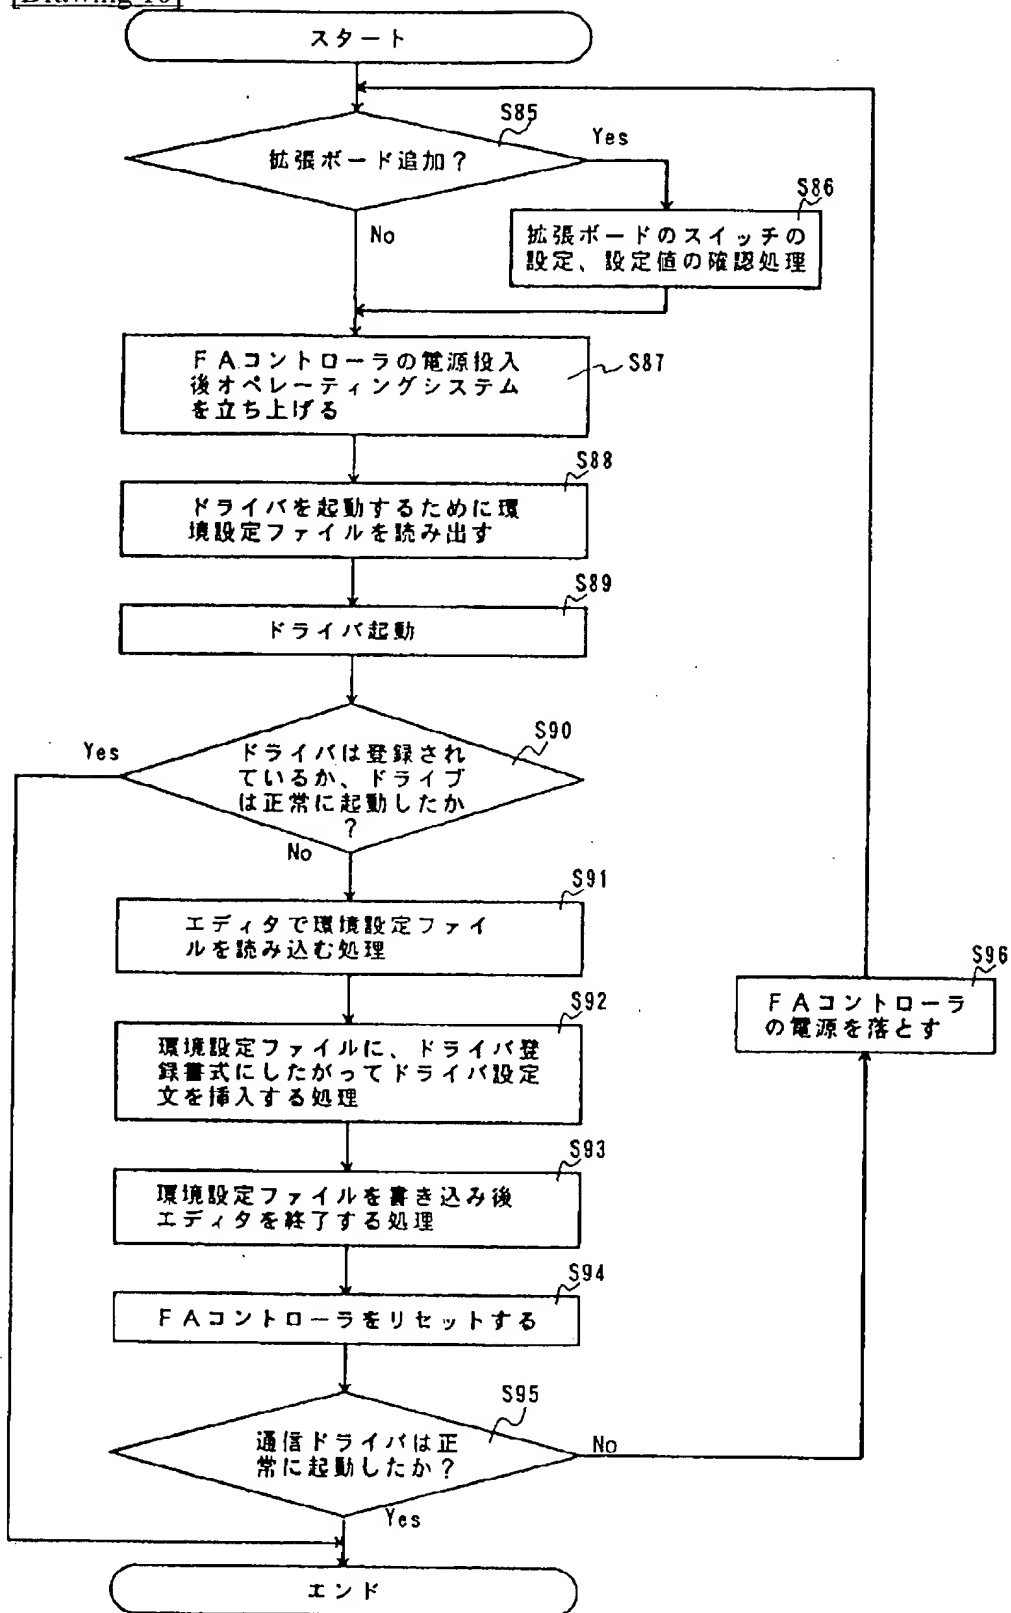 スタート
S85
拡張ボード追加?
Yes
No
S86
拡張ボードのスイッチの
設定、設定値の確認処理
S87
FAコントローラの電源投入
後オペレーティングシステム
を立ち上げる
S88
ドライバを起動するために環
境設定ファイルを読み出す
S89
ドライバ起動
S90
ドライバは登録され
ているか、ドライブ
は正常に起動したか
?
Yes
No
S91
エディタで環境設定ファイ
ルを読み込む処理
S92
環境設定ファイルに、ドライバ登
録書式にしたがってドライバ設定
文を挿入する処理
S93
環境設定ファイルを書き込み後
エディタを終了する処理
S94
FAコントローラをリセットする
S95
通信ドライバは正
常に起動したか?
No
Yes
S96
FAコントローラ
の電源を落とす
エンド